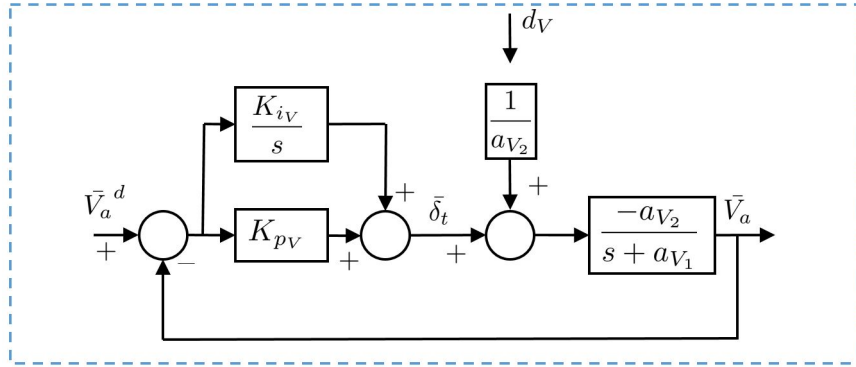 d_V
K_{i_V}
s
1
a_{V_2}
V̄_a^d
+
−
K_{p_V}
+
+
δ̄_t
+
+
−a_{V_2}
s + a_{V_1}
V̄_a